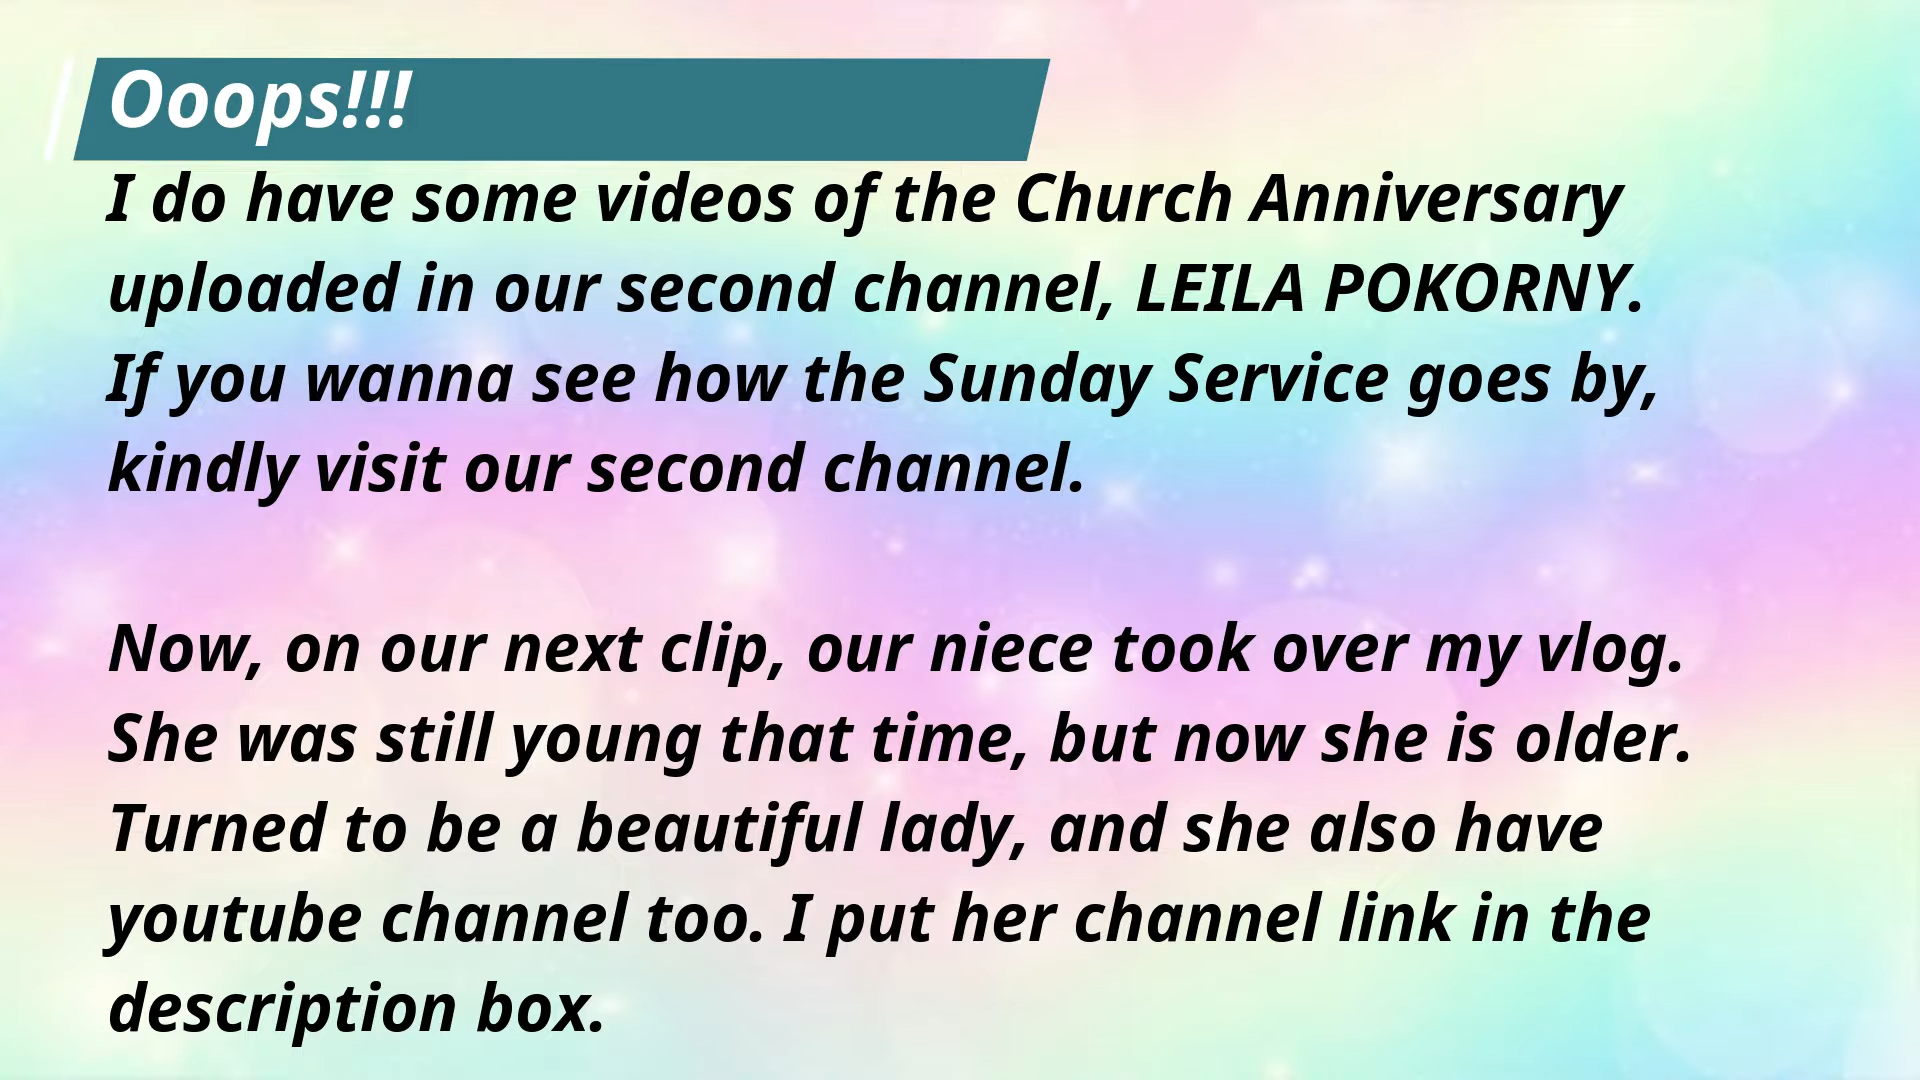 Ooops!!!
I do have some videos of the Church Anniversary
uploaded in our second channel, LEILA POKORNY.
If you wanna see how the Sunday Service goes by,
kindly visit our second channel.
Now, on our next clip, our niece took over my vlog.
She was still young that time, but now she is older.
Turned to be a beautiful lady, and she also have
youtube channel too. I put her channel link in the
description box.